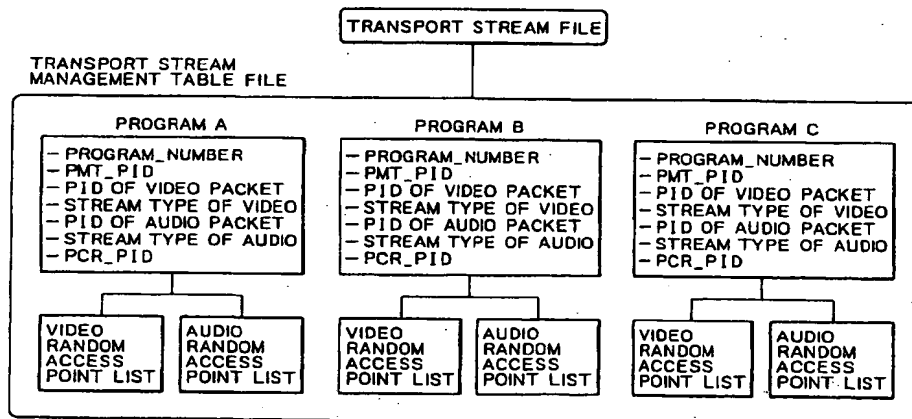 TRANSPORT STREAM FILE
TRANSPORT STREAM
MANAGEMENT TABLE FILE
PROGRAM A
– PROGRAM_NUMBER
– PMT_PID
– PID OF VIDEO PACKET
– STREAM TYPE OF VIDEO
– PID OF AUDIO PACKET
– STREAM TYPE OF AUDIO
– PCR_PID
VIDEO
RANDOM
ACCESS
POINT LIST
AUDIO
RANDOM
ACCESS
POINT LIST
PROGRAM B
– PROGRAM_NUMBER
– PMT_PID
– PID OF VIDEO PACKET
– STREAM TYPE OF VIDEO
– PID OF AUDIO PACKET
– STREAM TYPE OF AUDIO
– PCR_PID
VIDEO
RANDOM
ACCESS
POINT LIST
AUDIO
RANDOM
ACCESS
POINT LIST
PROGRAM C
– PROGRAM_NUMBER
– PMT_PID
– PID OF VIDEO PACKET
– STREAM TYPE OF VIDEO
– PID OF AUDIO PACKET
– STREAM TYPE OF AUDIO
– PCR_PID
VIDEO
RANDOM
ACCESS
POINT LIST
AUDIO
RANDOM
ACCESS
POINT LIST